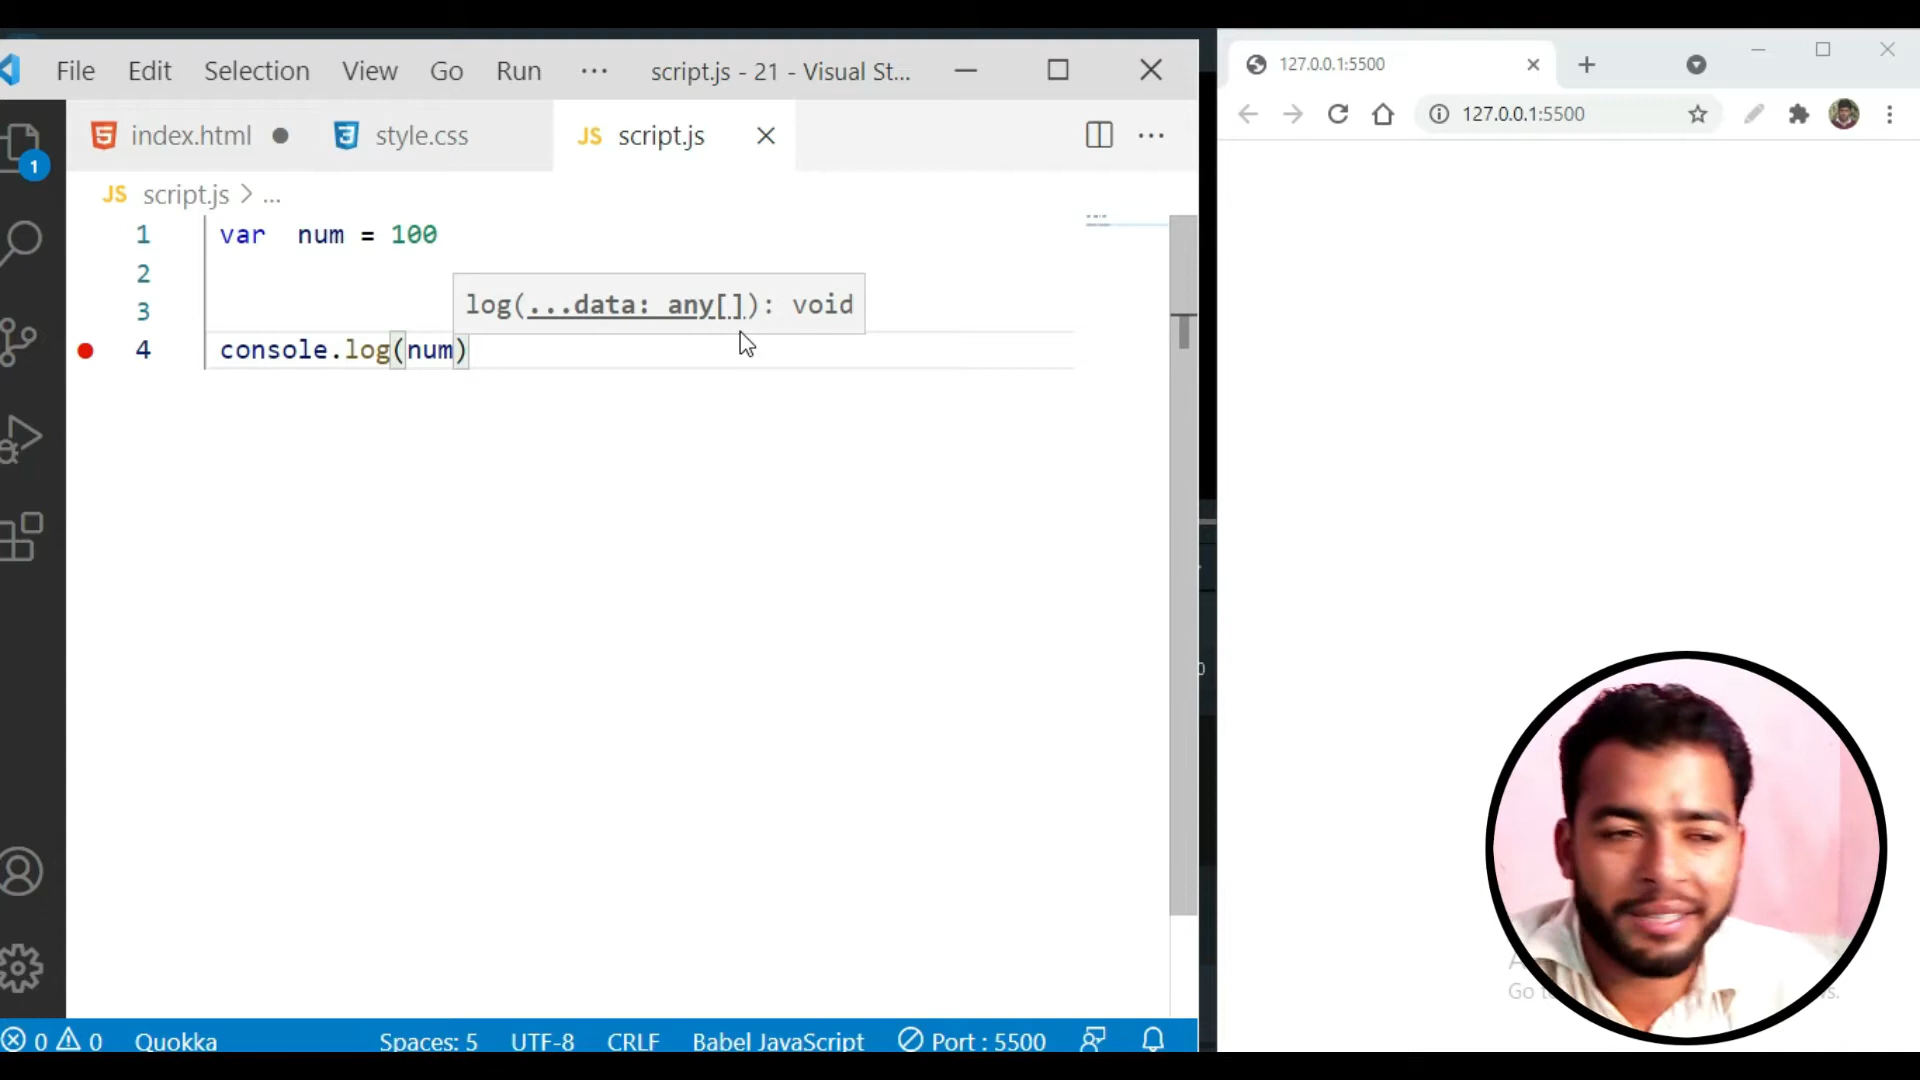 File Edit Selection View Go Run ··· script.js - 21 - Visual St...
index.html ● style.css JS script.js
JS script.js > ...
1 var  num = 100
2
3
log(...data: any[]): void
4 console.log(num)
1
0 0 Quokka Spaces: 5 UTF-8 CRLF Babel JavaScript Port : 5500
127.0.0.1:5500
127.0.0.1:5500
Go t